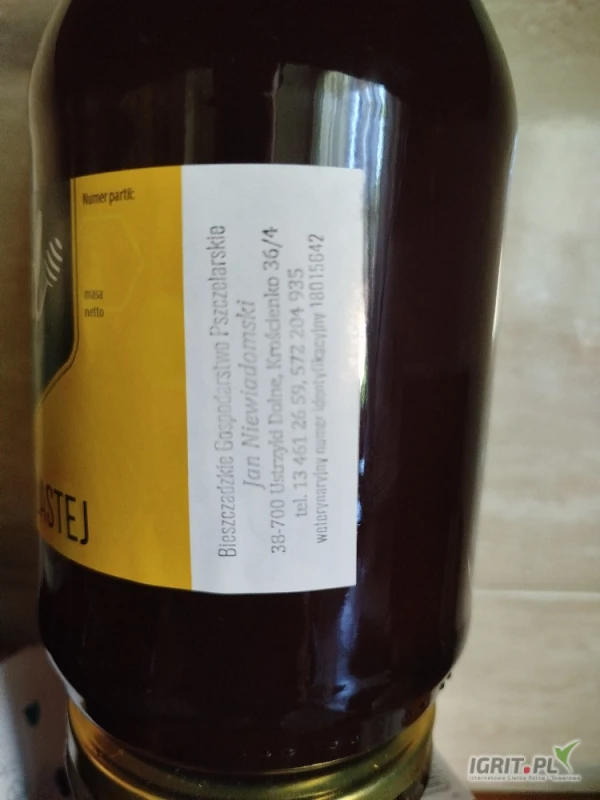 Numer partii:
masa
netto
ASTEJ
Bieszczadzkie Gospodarstwo Pszczelarskie
Jan Niewiadomski
38-700 Ustrzyki Dolne, Krościenko 36/4
tel. 13 461 26 59, 572 204 935
weterynaryjny numer identyfikacyjny 18015642
IGRIT.PL